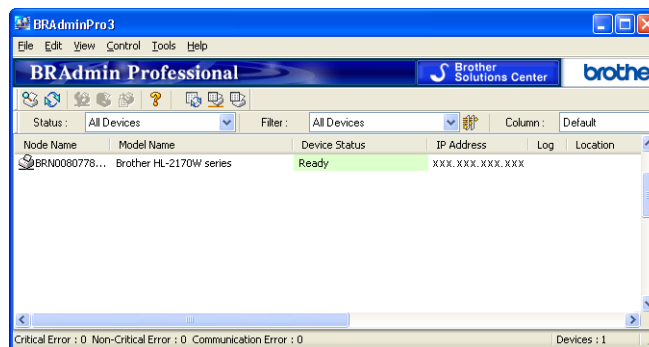 BRAdminPro3
File Edit View Control Tools Help
BRAdmin Professional
Brother Solutions Center
brothe
?
Status : All Devices Filter : All Devices Column : Default
Node Name Model Name Device Status IP Address Log Location
BRN0080778... Brother HL-2170W series Ready XXX.XXX.XXX.XXX
Critical Error : 0 Non-Critical Error : 0 Communication Error : 0 Devices : 1